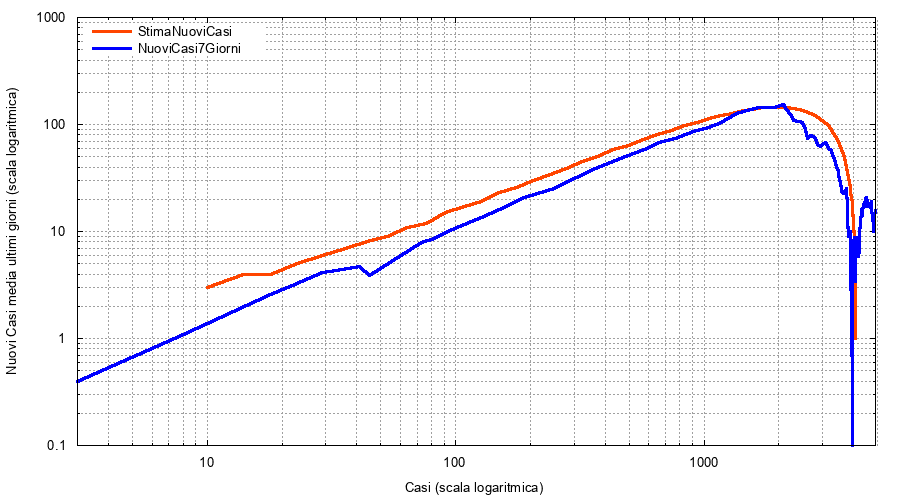 1000
StimaNuoviCasi
NuoviCasi7Giorni
100
10
1
0.1
Nuovi Casi media ultimi giorni (scala logaritmica)
10 100 1000
Casi (scala logaritmica)